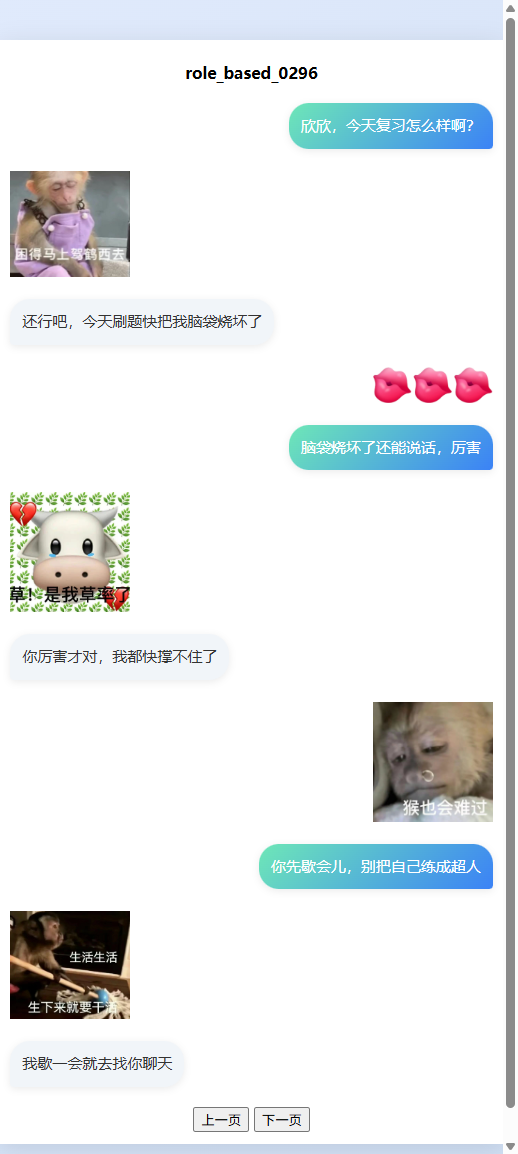 role_based_0296
欣欣，今天复习怎么样啊？
困得马上驾鹤西去
还行吧，今天刷题快把我脑袋烧坏了
脑袋烧坏了还能说话，厉害
草！是我草率了
你厉害才对，我都快撑不住了
猴也会难过
你先歇会儿，别把自己练成超人
生活生活
生下来就要干活
我歇一会就去找你聊天
上一页 下一页